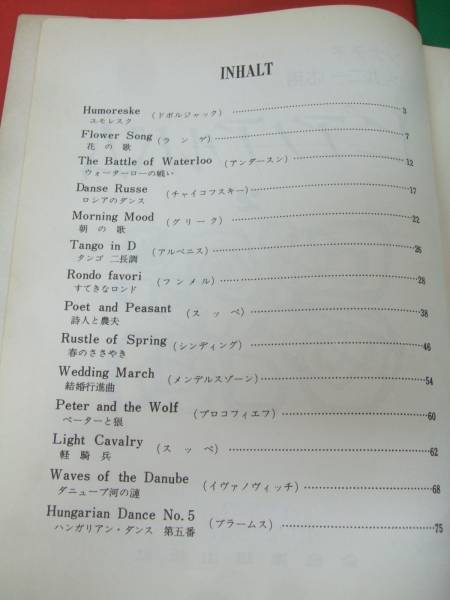 INHALT
Humoreske (ドボルジャック) 3
ユモレスク
Flower Song (ランゲ) 7
花の歌
The Battle of Waterloo (アンダースン) 12
ウォーターローの戦い
Danse Russe (チャイコフスキー) 17
ロシアのダンス
Morning Mood (グリーク) 22
朝の歌
Tango in D (アルベニス) 26
タンゴ 二長調
Rondo favori (フンメル) 28
すてきなロンド
Poet and Peasant (スッペ) 38
詩人と農夫
Rustle of Spring (シンディング) 46
春のささやき
Wedding March (メンデルスゾーン) 54
結婚行進曲
Peter and the Wolf (プロコフィエフ) 60
ペーターと狼
Light Cavalry (スッペ) 62
軽騎兵
Waves of the Danube (イヴァノヴィッチ) 68
ダニューブ河の漣
Hungarian Dance No. 5 (ブラームス) 75
ハンガリアン・ダンス 第五番